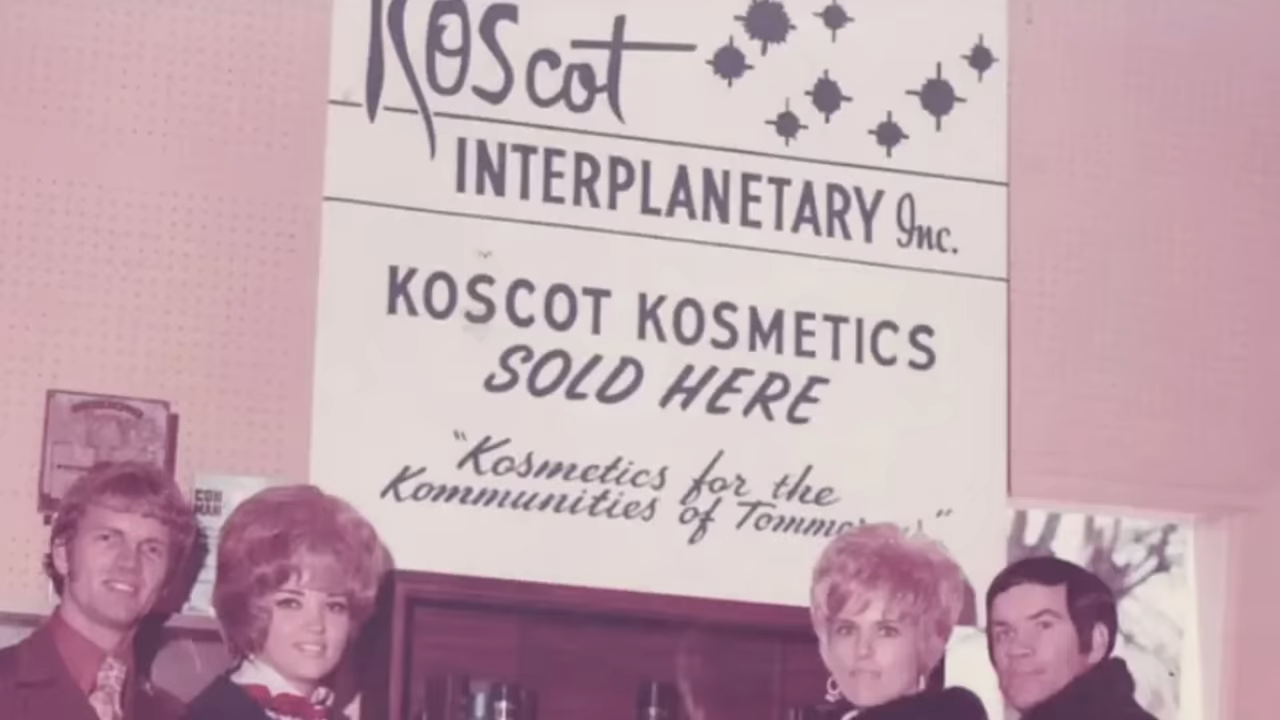 Koscot
INTERPLANETARY Inc.
KOSCOT KOSMETICS
SOLD HERE
"Kosmetics for the
Kommunities of